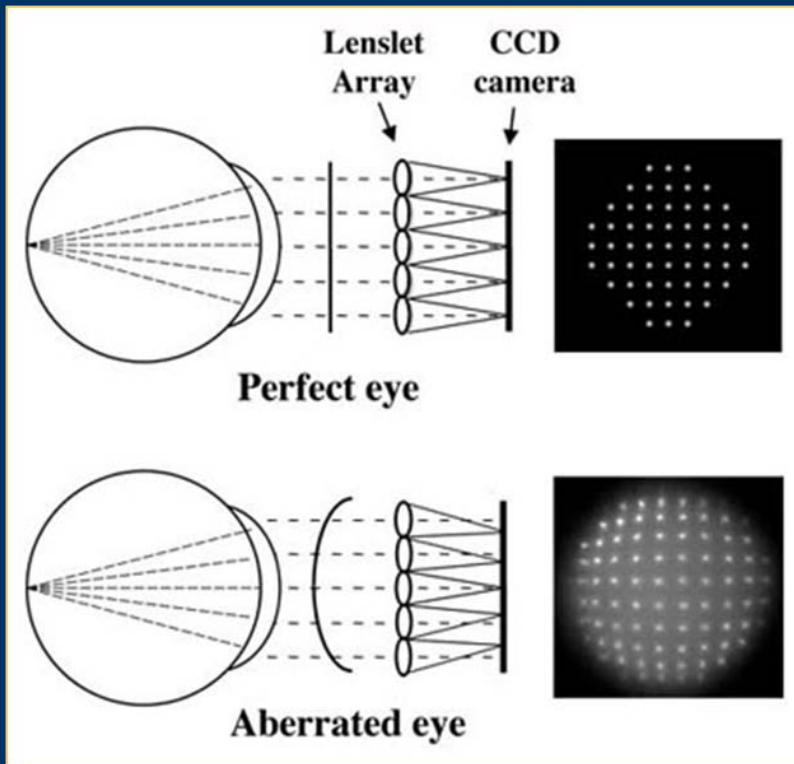 Lenslet
Array
CCD
camera
Perfect eye
Aberrated eye